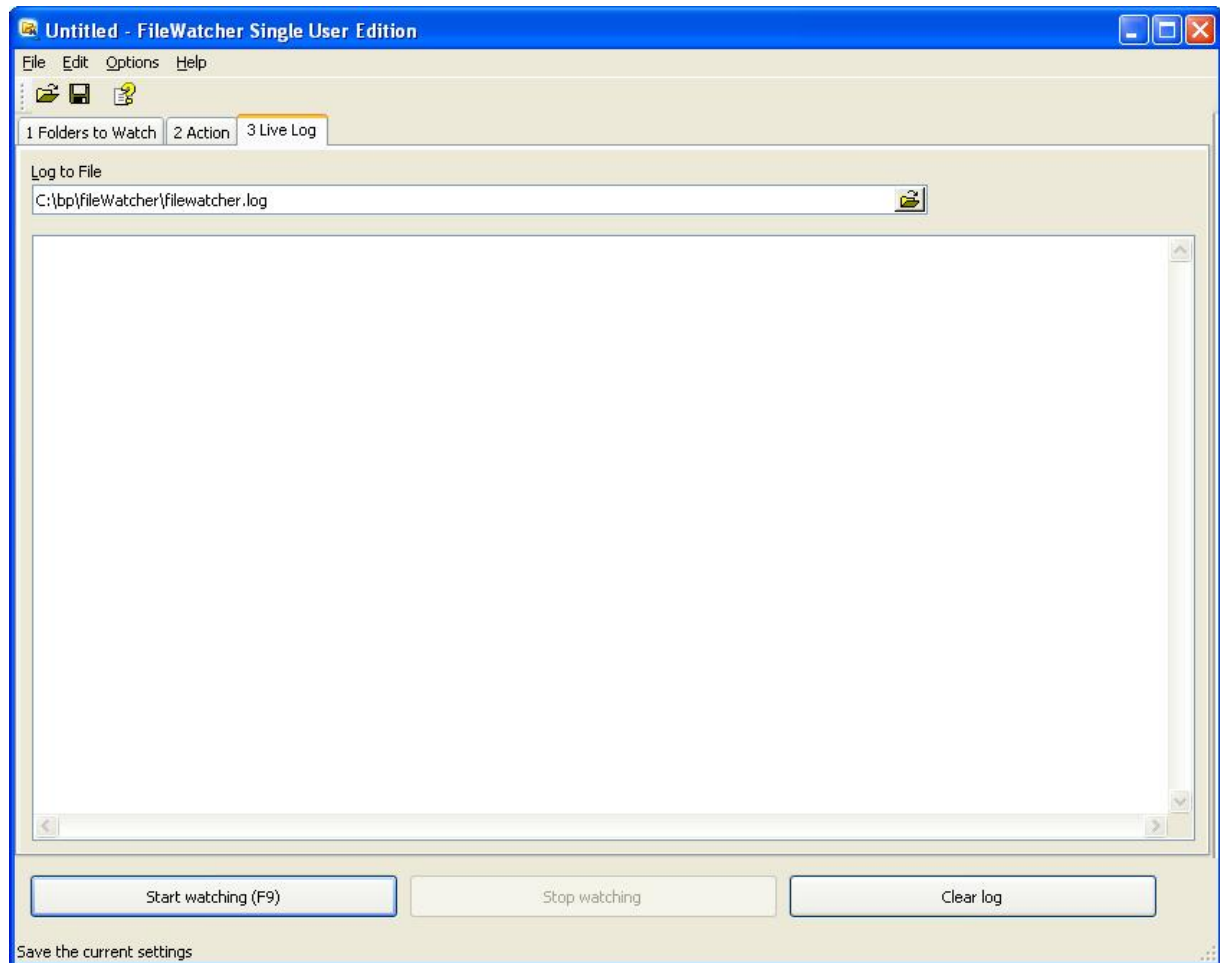 Untitled - FileWatcher Single User Edition
File Edit Options Help
1 Folders to Watch 2 Action 3 Live Log
Log to File
C:\bp\fileWatcher\filewatcher.log
Start watching (F9) Stop watching Clear log
Save the current settings